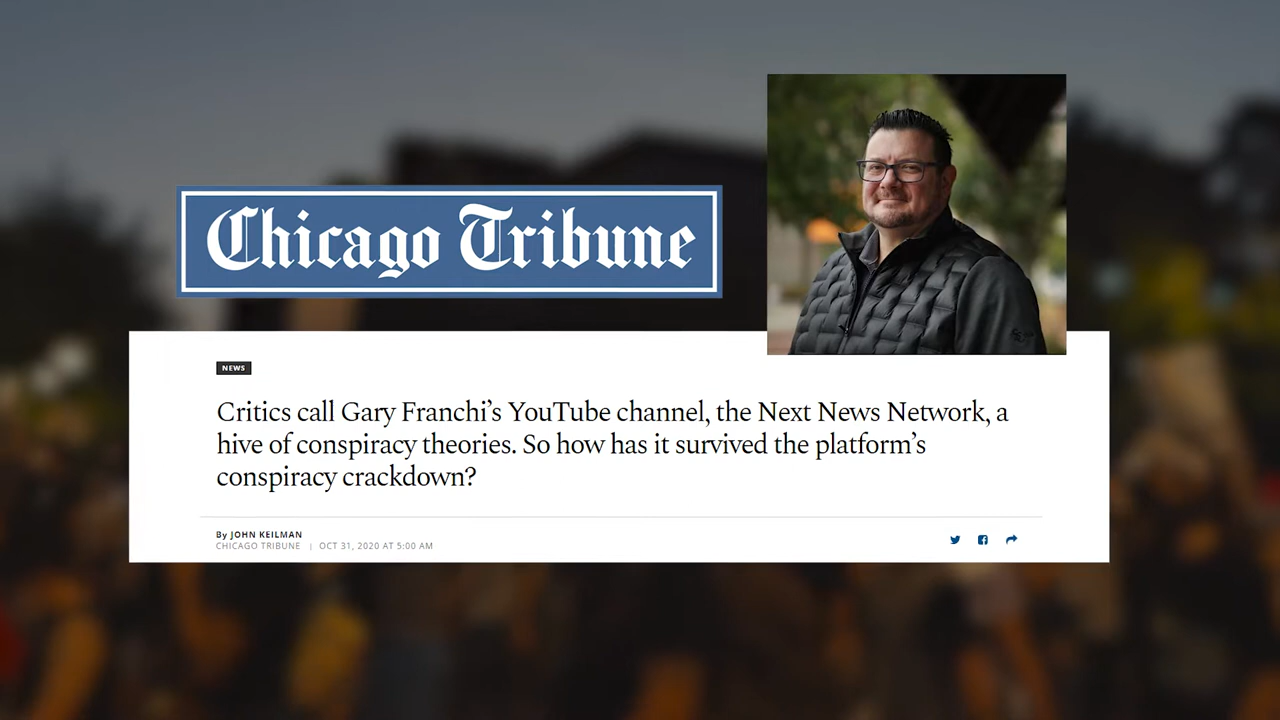 Chicago Tribune
NEWS
Critics call Gary Franchi’s YouTube channel, the Next News Network, a
hive of conspiracy theories. So how has it survived the platform’s
conspiracy crackdown?
By JOHN KEILMAN
CHICAGO TRIBUNE | OCT 31, 2020 AT 5:00 AM